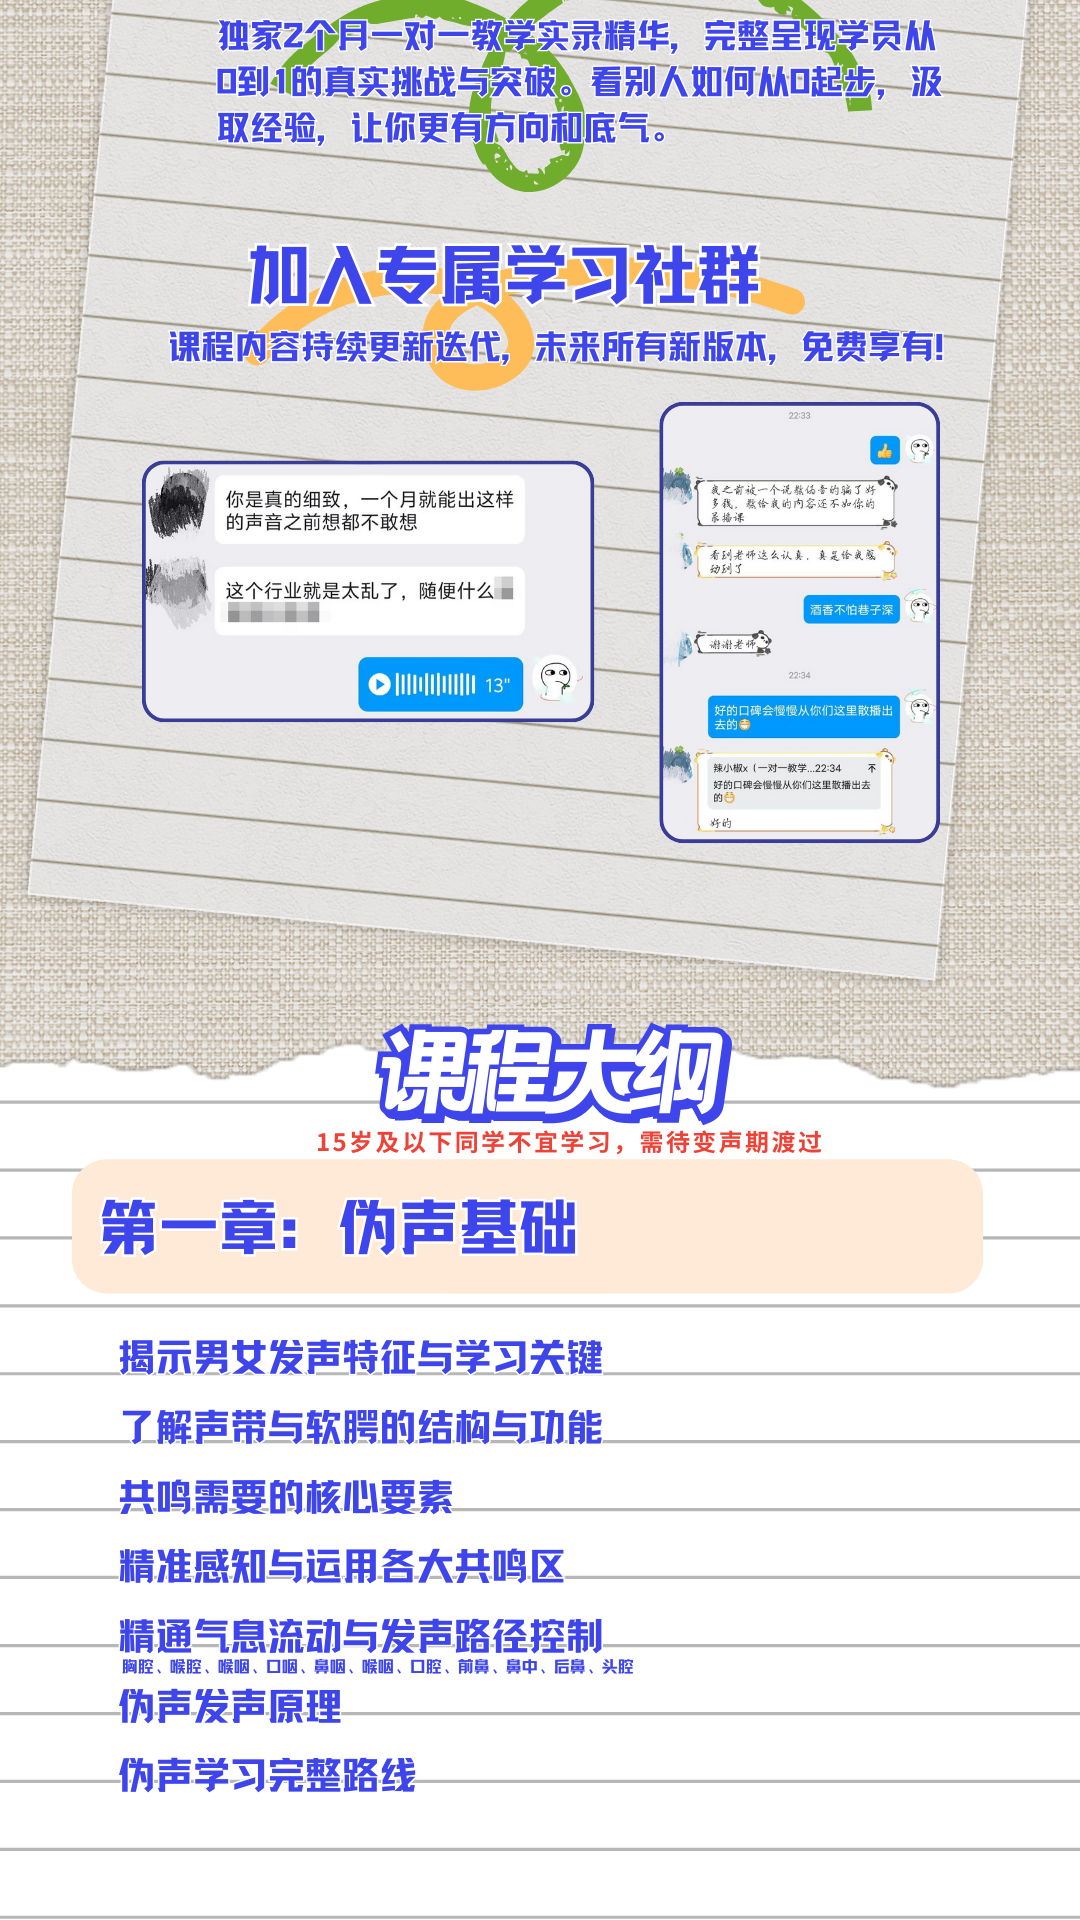 独家2个月一对一教学实录精华，完整呈现学员从
0到1的真实挑战与突破。看别人如何从0起步，汲
取经验，让你更有方向和底气。
加入专属学习社群
课程内容持续更新迭代，未来所有新版本，免费享有!
你是真的细致，一个月就能出这样
的声音之前想都不敢想
这个行业就是太乱了，随便什么
13"
22:33
我之前被一个说教伪音的骗了好
多钱，教给我的内容还不如你的
录播课
看到老师这么认真，真是给我感
动到了
酒香不怕巷子深
谢谢老师
22:34
好的口碑会慢慢从你们这里散播出
去的😁
辣小椒x（一对一教学...22:34
好的口碑会慢慢从你们这里散播出去
的😁
好的
课程大纲
15岁及以下同学不宜学习，需待变声期渡过
第一章：伪声基础
揭示男女发声特征与学习关键
了解声带与软腭的结构与功能
共鸣需要的核心要素
精准感知与运用各大共鸣区
精通气息流动与发声路径控制
胸腔、喉腔、喉咽、口咽、鼻咽、喉咽、口腔、前鼻、鼻中、后鼻、头腔
伪声发声原理
伪声学习完整路线